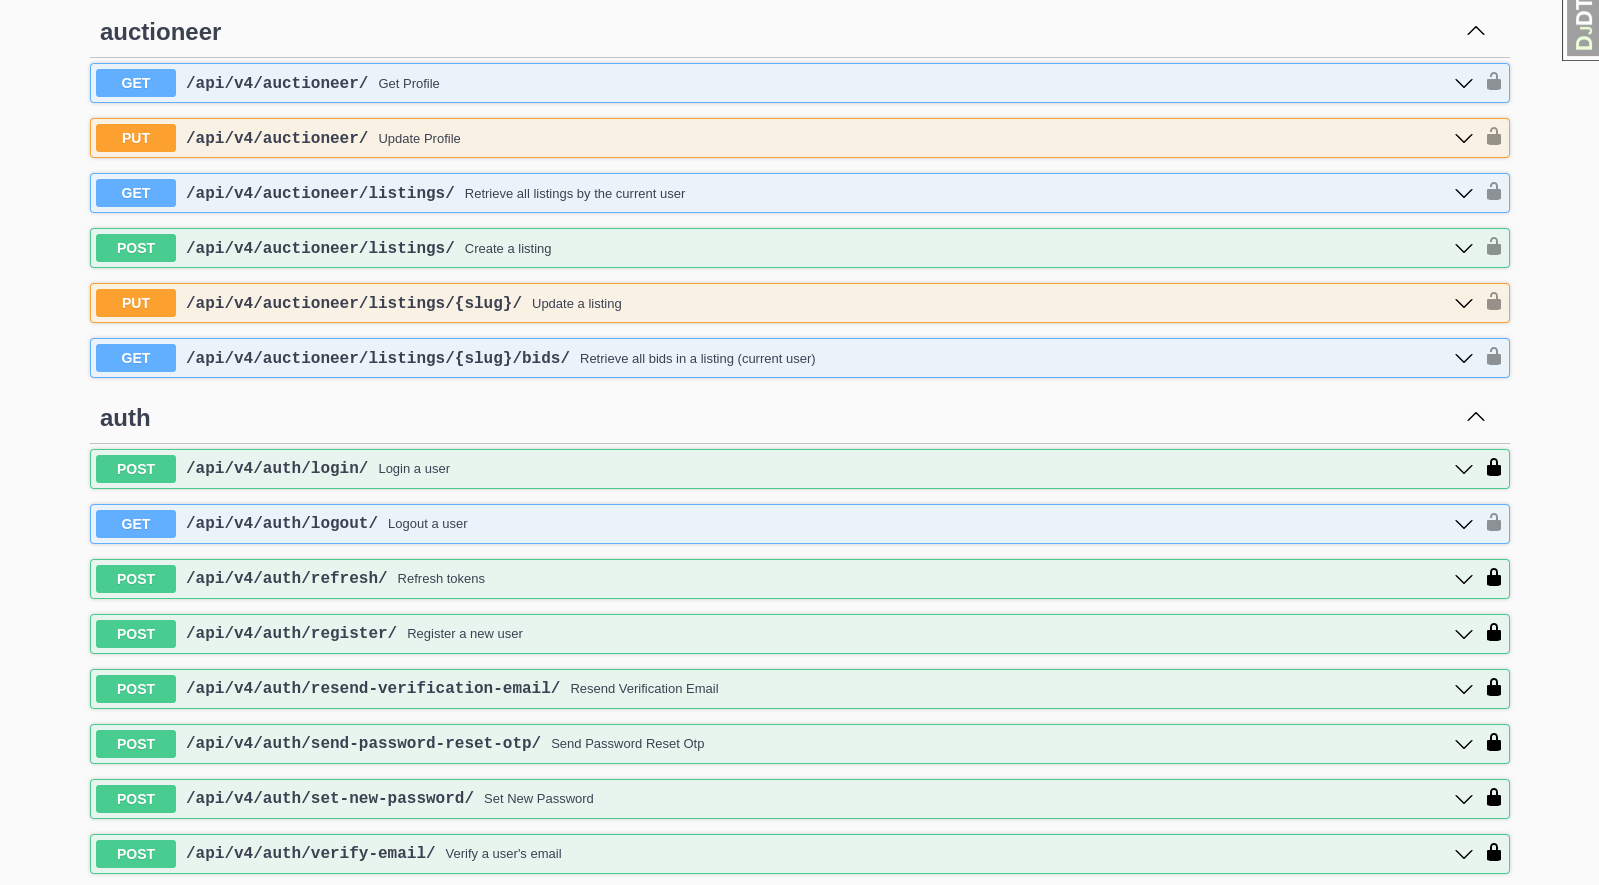 DJDT
auctioneer
GET /api/v4/auctioneer/ Get Profile
PUT /api/v4/auctioneer/ Update Profile
GET /api/v4/auctioneer/listings/ Retrieve all listings by the current user
POST /api/v4/auctioneer/listings/ Create a listing
PUT /api/v4/auctioneer/listings/{slug}/ Update a listing
GET /api/v4/auctioneer/listings/{slug}/bids/ Retrieve all bids in a listing (current user)
auth
POST /api/v4/auth/login/ Login a user
GET /api/v4/auth/logout/ Logout a user
POST /api/v4/auth/refresh/ Refresh tokens
POST /api/v4/auth/register/ Register a new user
POST /api/v4/auth/resend-verification-email/ Resend Verification Email
POST /api/v4/auth/send-password-reset-otp/ Send Password Reset Otp
POST /api/v4/auth/set-new-password/ Set New Password
POST /api/v4/auth/verify-email/ Verify a user's email